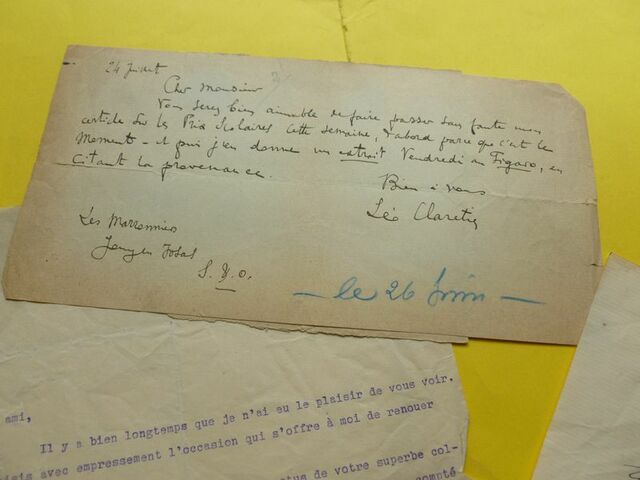 24 Juillet
Cher Monsieur
Vous serez bien aimable de faire passer sans faute mon
article sur les Prix Scolaires cette semaine, d'abord parce que c'est le
moment - et puis j'en donne un extrait Vendredi au Figaro, en
citant la provenance.
Bien à vous
Léo Claretie
Les Marronniers
Jouy en Josas
S. & O.
- le 26 Juin -
ami,
Il y a bien longtemps que je n'ai eu le plaisir de vous voir.
isis avec empressement l'occasion qui s'offre à moi de renouer
ctus de votre superbe col-
compté